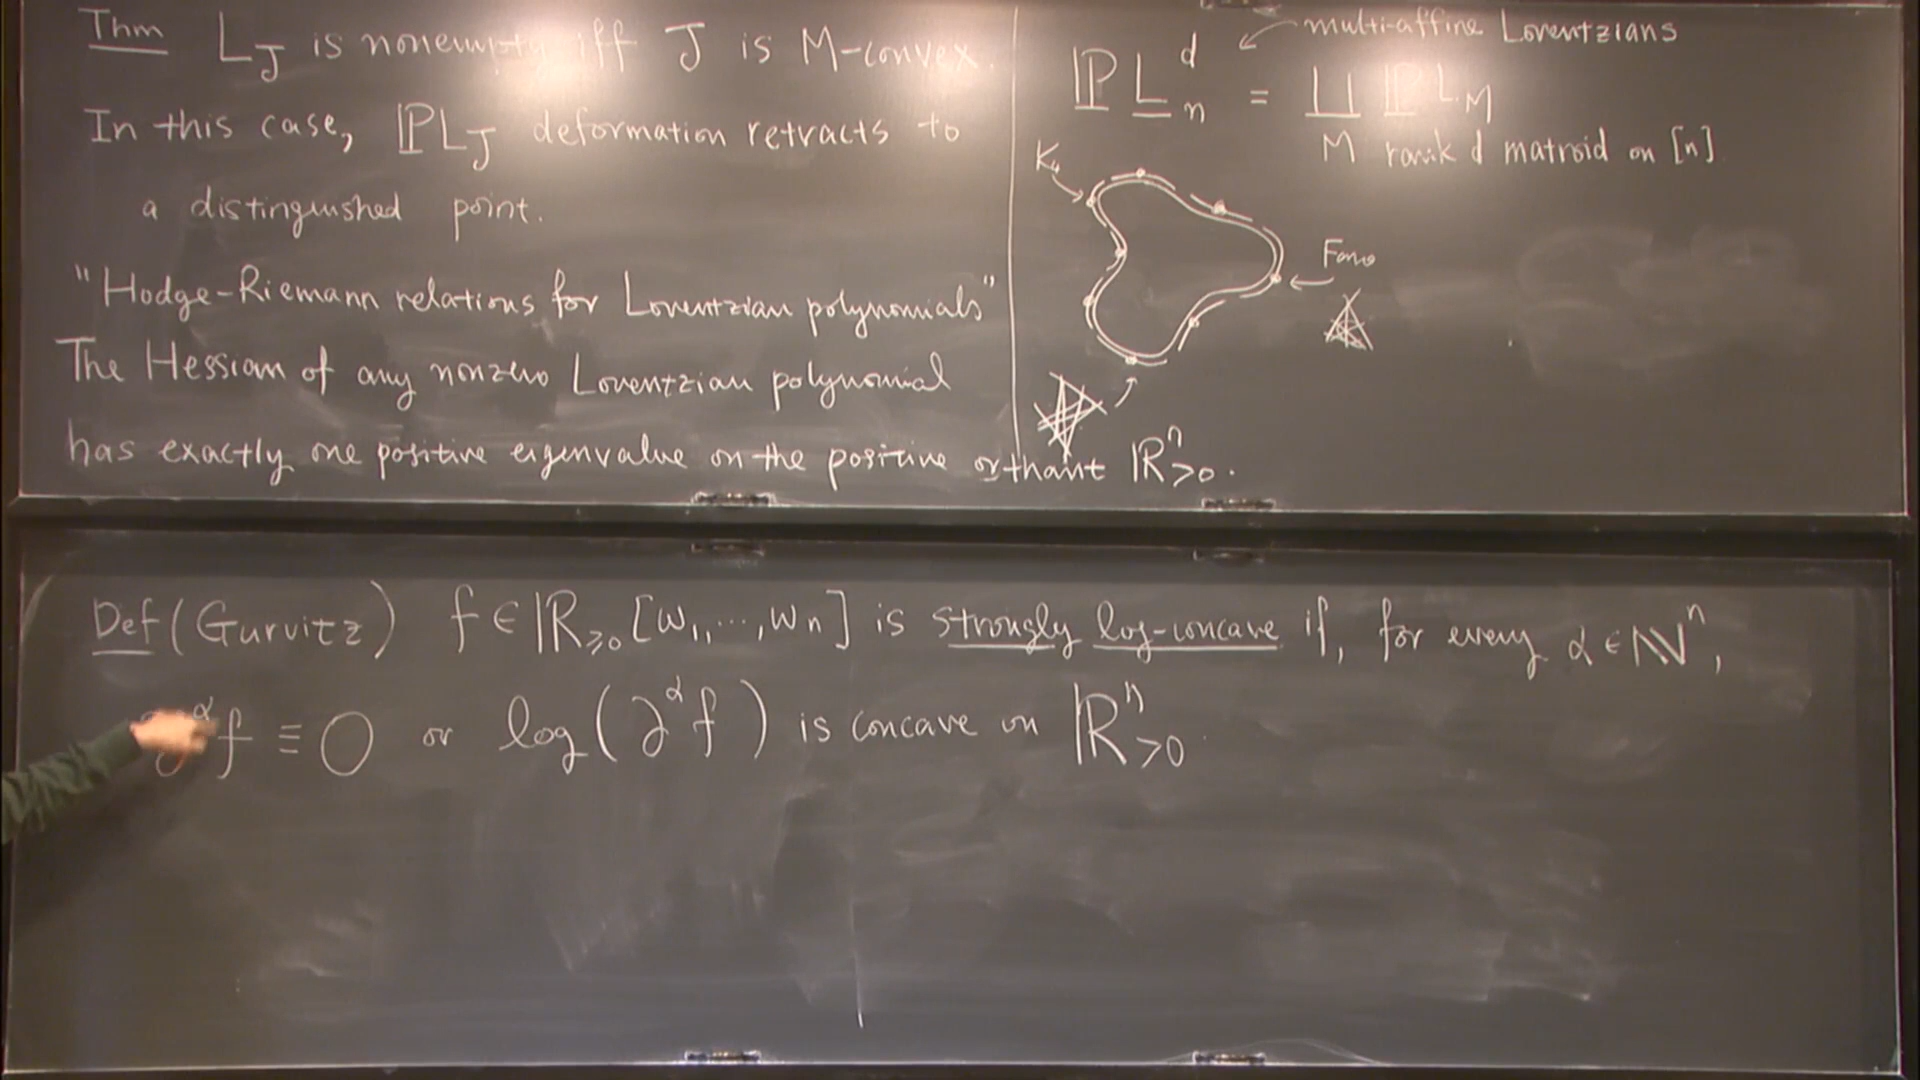 Thm L_J is nonempty iff J is M-convex.
In this case, ℙL_J deformation retracts to
a distinguished point.
"Hodge-Riemann relations for Lorentzian polynomials"
The Hessian of any nonzero Lorentzian polynomial
has exactly one positive eigenvalue on the positive orthant ℝ^n_{>0}.
multi-affine Lorentzians
ℙL^d_n = ∐ ℙL_M
M rank d matroid on [n]
K₄
Fano
Def (Gurvitz) f ∈ ℝ_{≥0}[w₁,...,w_n] is strongly log-concave if, for every α ∈ ℕ^n,
∂^α f ≡ 0 or log(∂^α f) is concave on ℝ^n_{>0}